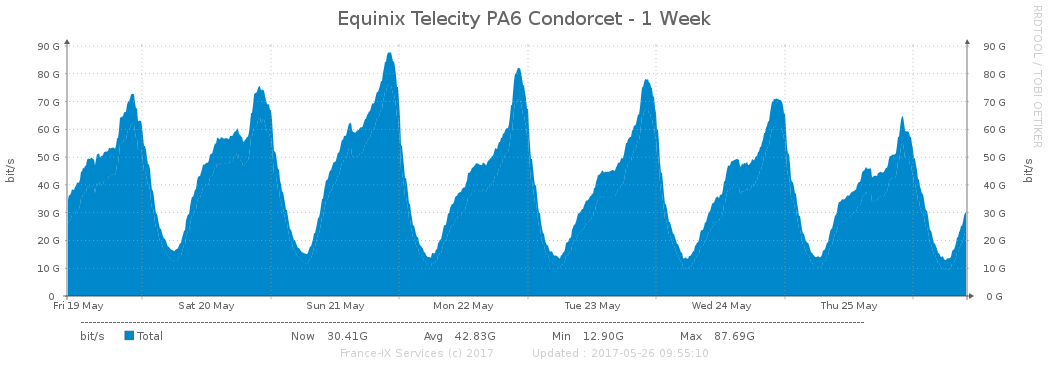 Equinix Telecity PA6 Condorcet - 1 Week
RRDTOOL / TOBI OETIKER
bit/s
90 G 90 G
80 G 80 G
70 G 70 G
60 G 60 G
50 G 50 G
40 G 40 G
30 G 30 G
20 G 20 G
10 G 10 G
0 0 G
bit/s
Fri 19 May Sat 20 May Sun 21 May Mon 22 May Tue 23 May Wed 24 May Thu 25 May
bit/s Total Now 30.41G Avg 42.83G Min 12.90G Max 87.69G
France-IX Services (c) 2017 Updated : 2017-05-26 09:55:10